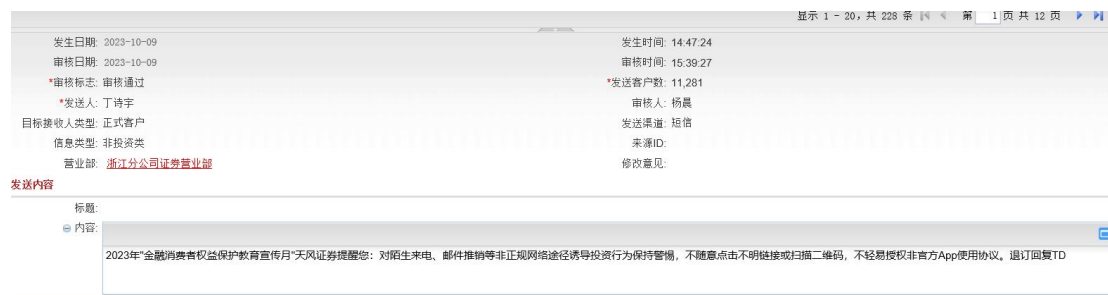 显示 1 - 20，共 228 条 第 1 页 共 12 页
发生日期: 2023-10-09 发生时间: 14:47:24
审核日期: 2023-10-09 审核时间: 15:39:27
*审核标志: 审核通过 *发送客户数: 11,281
*发送人: 丁诗宇 审核人: 杨晨
目标接收人类型: 正式客户 发送渠道: 短信
信息类型: 非投资类 来源ID:
营业部: 浙江分公司证券营业部 修改意见:
发送内容
标题:
内容:
2023年"金融消费者权益保护教育宣传月"天风证券提醒您：对陌生来电、邮件推销等非正规网络途径诱导投资行为保持警惕，不随意点击不明链接或扫描二维码，不轻易授权非官方App使用协议。退订回复TD